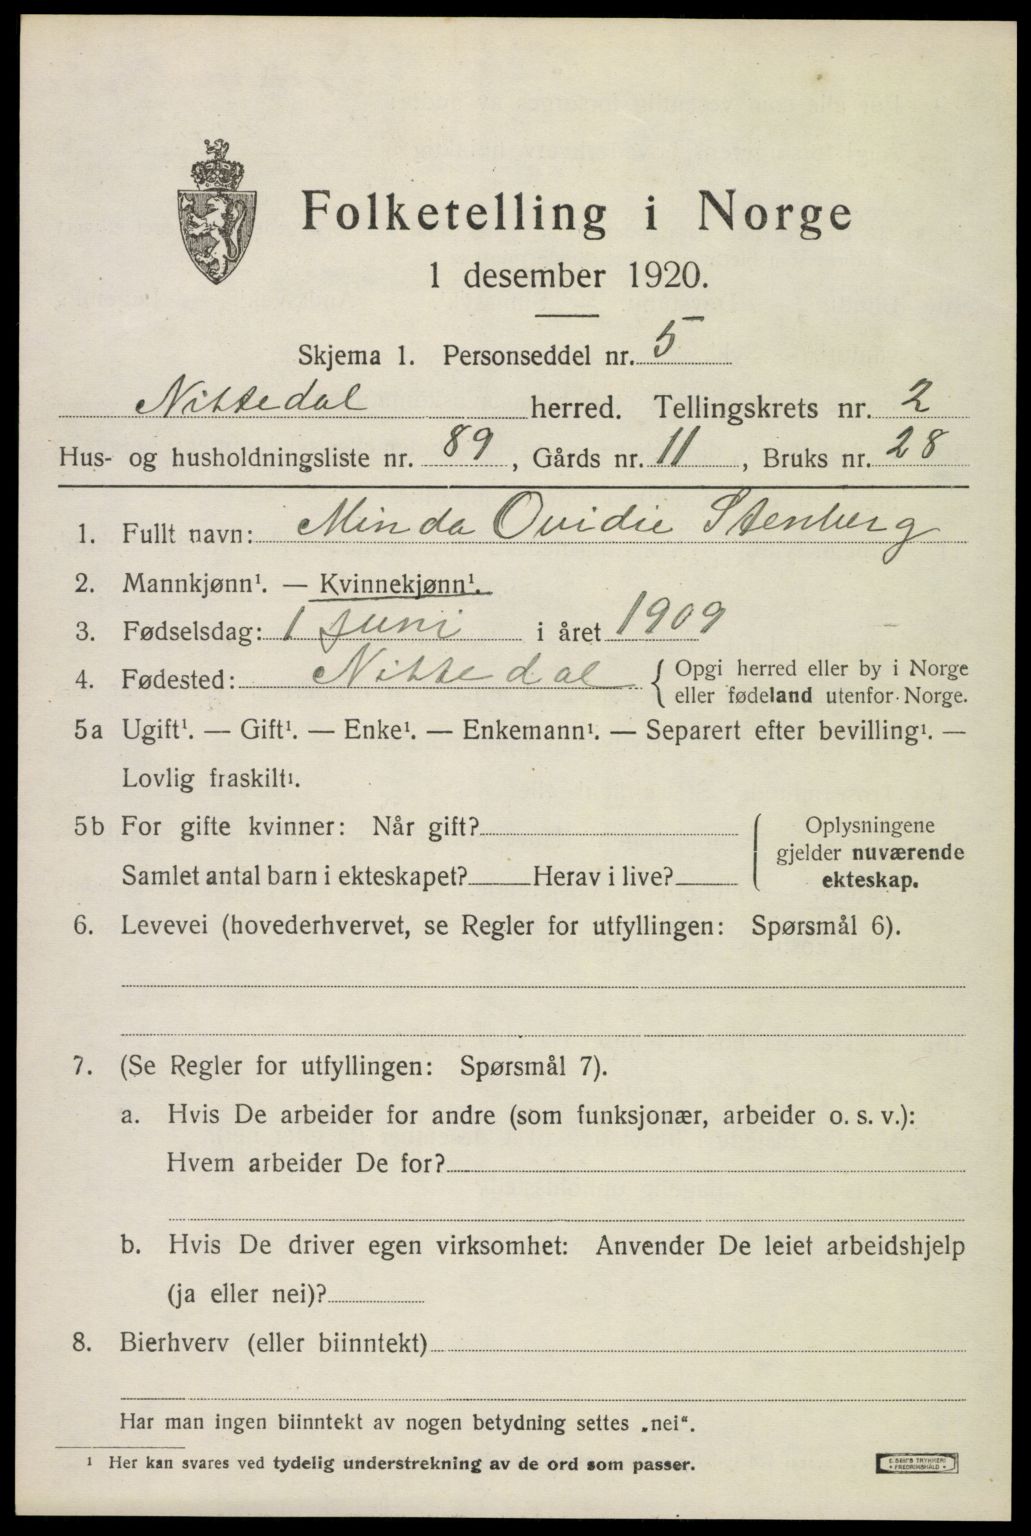 Folketelling i Norge
1 desember 1920.
Skjema 1. Personseddel nr. 5
Nittedal herred. Tellingskrets nr. 2
Hus- og husholdningsliste nr. 89, Gårds nr. 11, Bruks nr. 28
1. Fullt navn: Minda Ovidie Stenberg
2. Mannkjønn¹. — Kvinnekjønn¹.
3. Fødselsdag: 1 juni i året 1909
4. Fødested: Nittedal { Opgi herred eller by i Norge
eller fødeland utenfor Norge.
5a Ugift¹. — Gift¹. — Enke¹. — Enkemann¹. — Separert efter bevilling¹. —
Lovlig fraskilt¹.
5b For gifte kvinner: Når gift? ( Oplysningene
gjelder nuværende
Samlet antal barn i ekteskapet? Herav i live? ekteskap.
6. Levevei (hovederhvervet, se Regler for utfyllingen: Spørsmål 6).
7. (Se Regler for utfyllingen: Spørsmål 7).
a. Hvis De arbeider for andre (som funksjonær, arbeider o. s. v.):
Hvem arbeider De for?
b. Hvis De driver egen virksomhet: Anvender De leiet arbeidshjelp
(ja eller nei)?
8. Bierhverv (eller biinntekt)
Har man ingen biinntekt av nogen betydning settes „nei“.
¹ Her kan svares ved tydelig understrekning av de ord som passer.
E. SEM'S TRYKKERI
FREDRIKSHALD